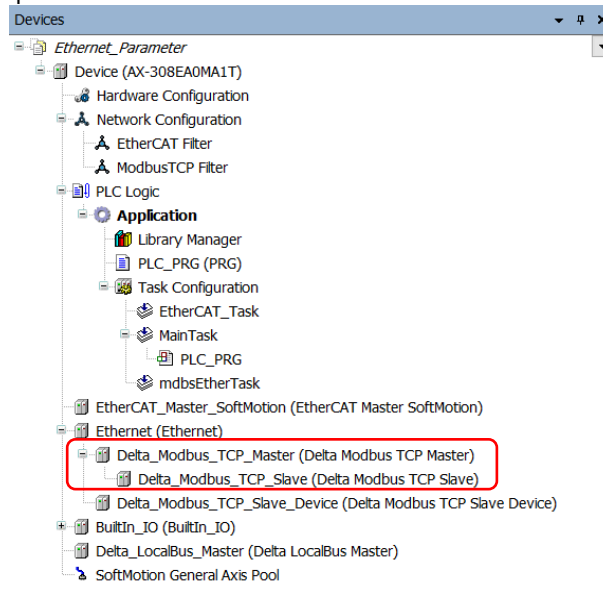 Devices
Ethernet_Parameter
Device (AX-308EA0MA1T)
Hardware Configuration
Network Configuration
EtherCAT Filter
ModbusTCP Filter
PLC Logic
Application
Library Manager
PLC_PRG (PRG)
Task Configuration
EtherCAT_Task
MainTask
PLC_PRG
mdbsEtherTask
EtherCAT_Master_SoftMotion (EtherCAT Master SoftMotion)
Ethernet (Ethernet)
Delta_Modbus_TCP_Master (Delta Modbus TCP Master)
Delta_Modbus_TCP_Slave (Delta Modbus TCP Slave)
Delta_Modbus_TCP_Slave_Device (Delta Modbus TCP Slave Device)
BuiltIn_IO (BuiltIn_IO)
Delta_LocalBus_Master (Delta LocalBus Master)
SoftMotion General Axis Pool